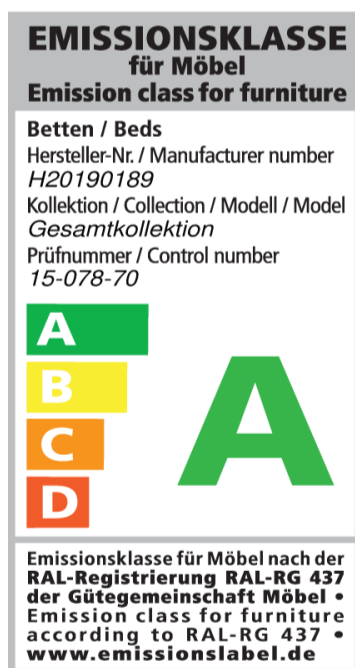 EMISSIONSKLASSE
für Möbel
Emission class for furniture
Betten / Beds
Hersteller-Nr. / Manufacturer number
H20190189
Kollektion / Collection / Modell / Model
Gesamtkollektion
Prüfnummer / Control number
15-078-70
A
B
C
D
A
Emissionsklasse für Möbel nach der
RAL-Registrierung RAL-RG 437
der Gütegemeinschaft Möbel •
Emission class for furniture
according to RAL-RG 437 •
www.emissionslabel.de